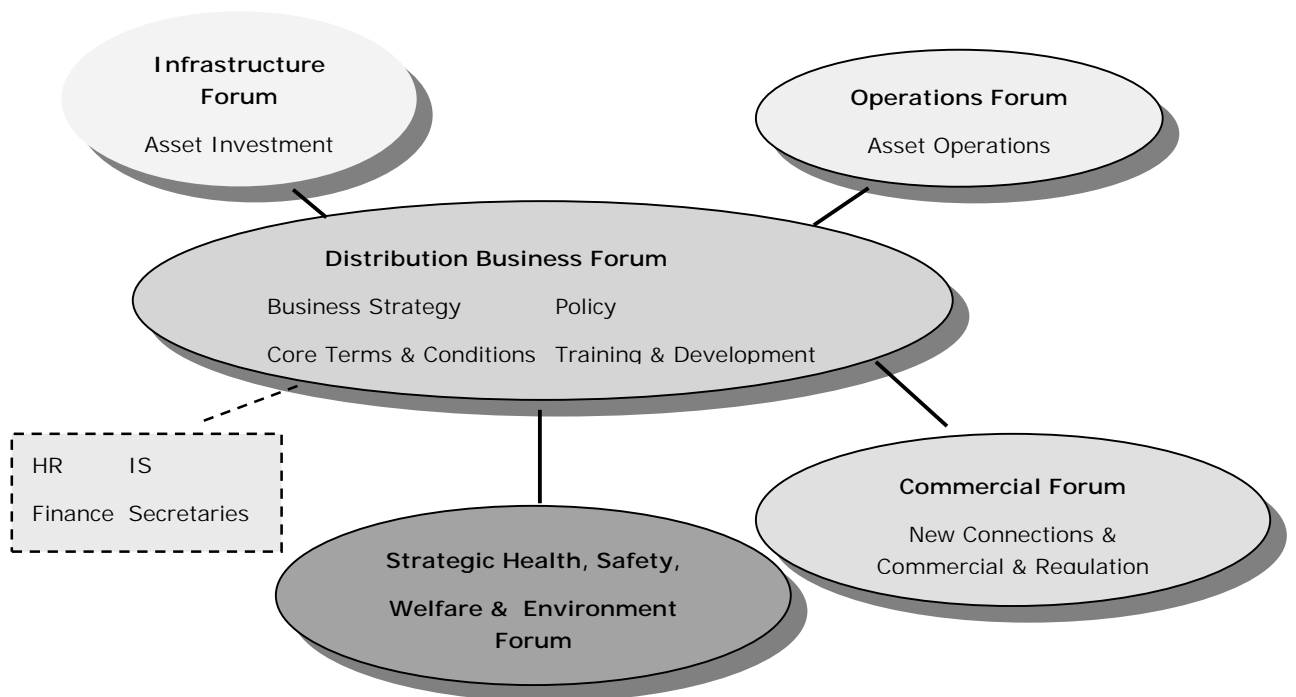 Infrastructure
Forum
Asset Investment
Operations Forum
Asset Operations
Distribution Business Forum
Business Strategy Policy
Core Terms & Conditions Training & Development
HR IS
Finance Secretaries
Commercial Forum
New Connections &
Commercial & Regulation
Strategic Health, Safety,
Welfare & Environment
Forum